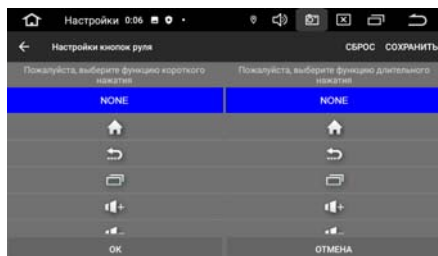 Настройки 0:06
Настройки кнопок руля
СБРОС СОХРАНИТЬ
Пожалуйста, выберите функцию короткого нажатия
Пожалуйста, выберите функцию длительного нажатия
NONE
NONE
ОК
ОТМЕНА